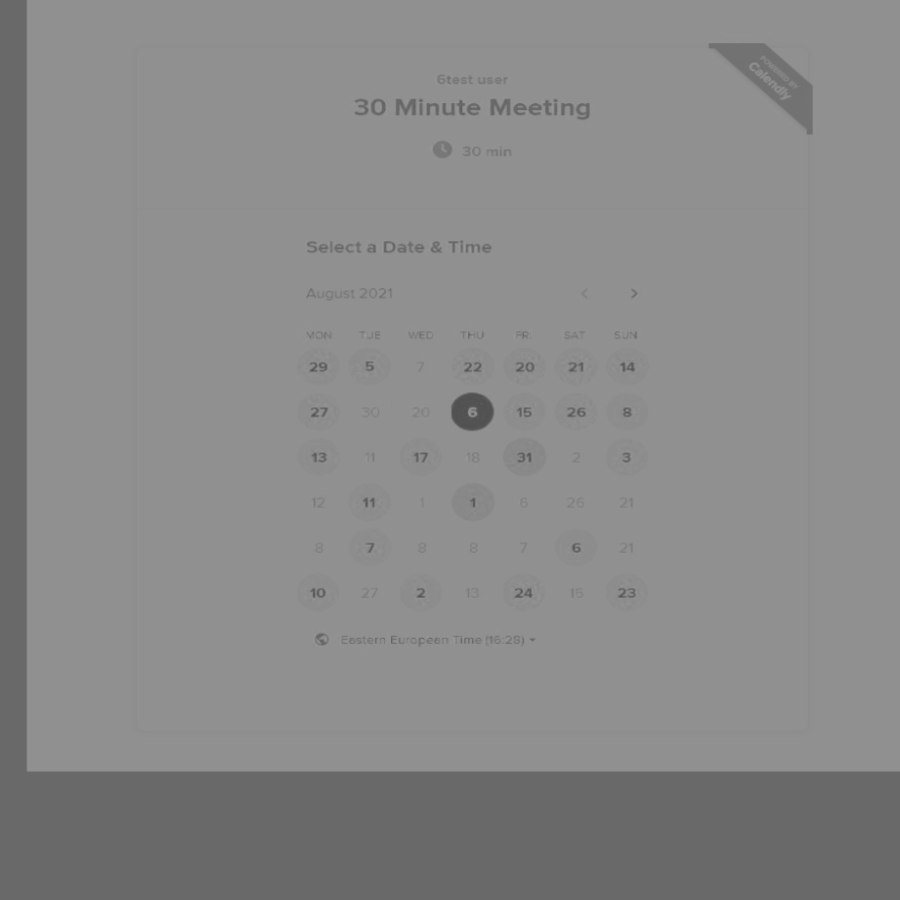 POWERED BY
Calendly
6test user
30 Minute Meeting
30 min
Select a Date & Time
August 2021
MON TUE WED THU FRI SAT SUN
29 5 7 22 20 21 14
27 30 20 6 15 26 8
13 11 17 18 31 2 3
12 11 1 1 6 26 21
8 7 8 8 7 6 21
10 27 2 13 24 15 23
Eestern Europeen Time (16:28)